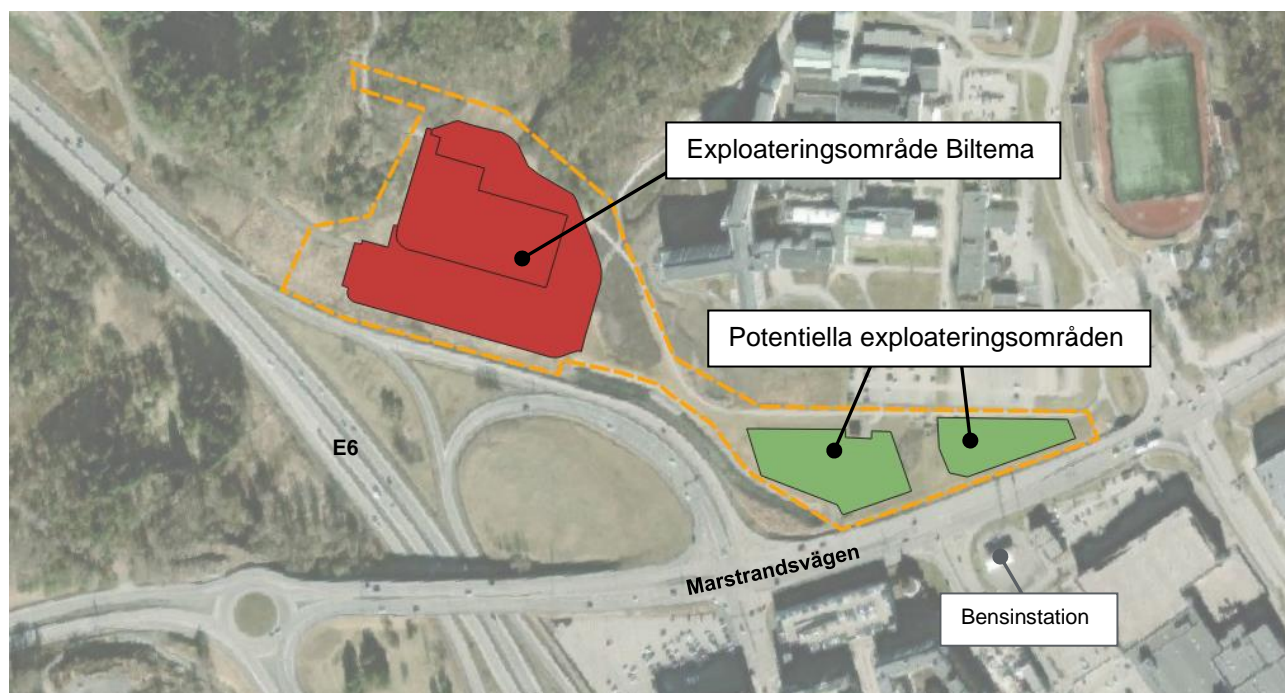 Exploateringsområde Biltema
Potentiella exploateringsområden
E6
Marstrandsvägen
Bensinstation